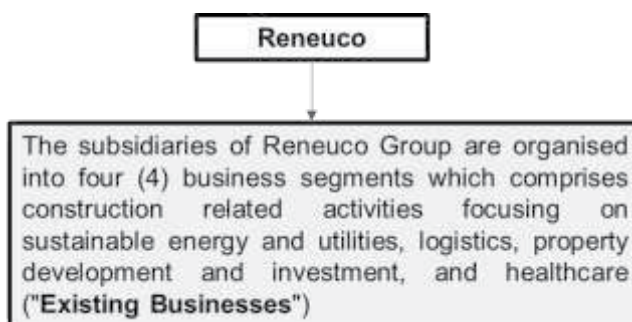 Reneuco
The subsidiaries of Reneuco Group are organised
into four (4) business segments which comprises
construction related activities focusing on
sustainable energy and utilities, logistics, property
development and investment, and healthcare
("Existing Businesses")